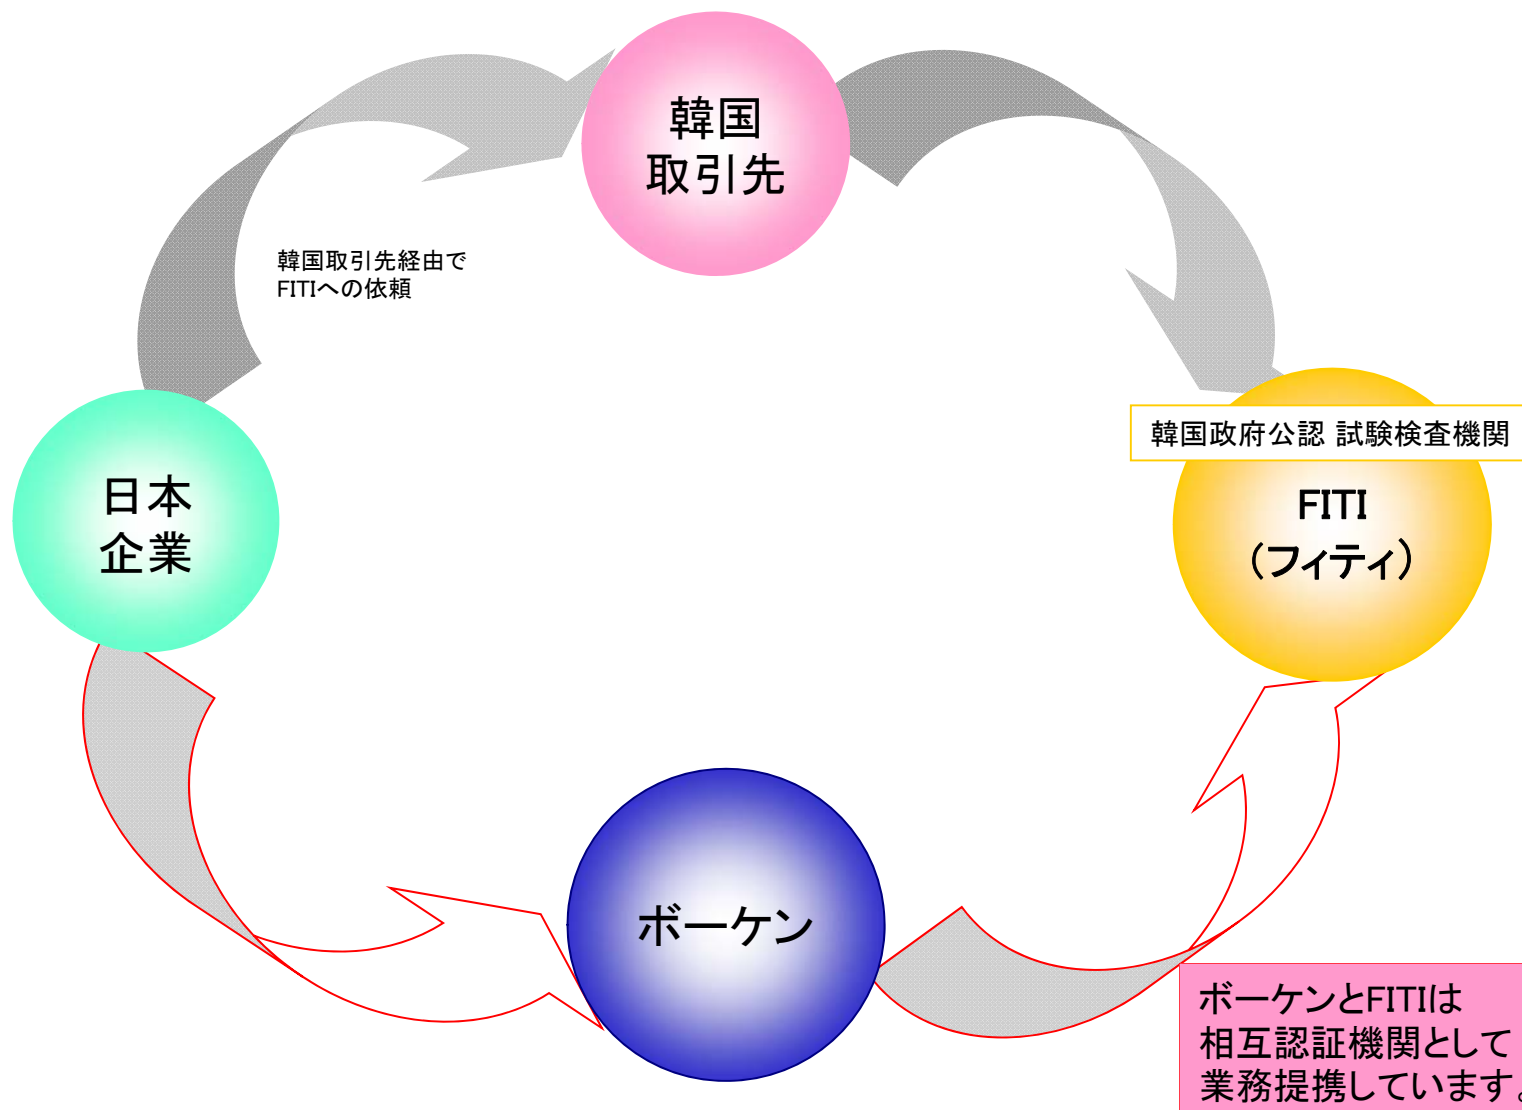 韓国
取引先
韓国取引先経由で
FITIへの依頼
韓国政府公認 試験検査機関
日本
企業
FITI
（フィティ）
ボーケン
ボーケンとFITIは
相互認証機関として
業務提携しています。